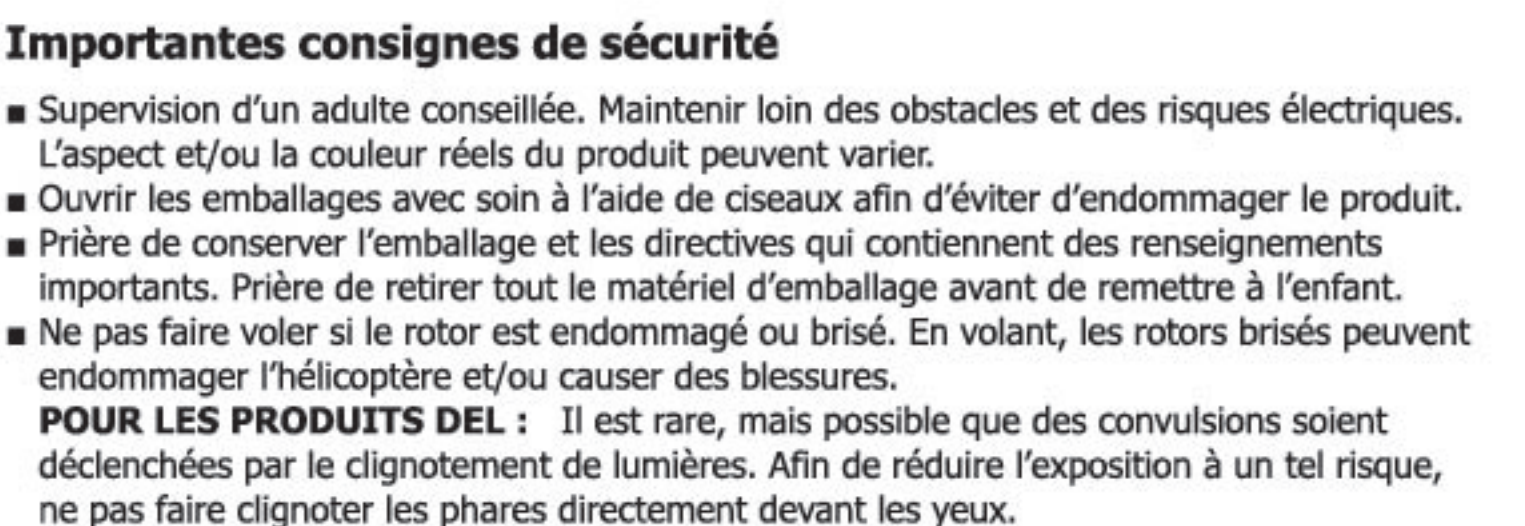 Importantes consignes de sécurité
▪ Supervision d’un adulte conseillée. Maintenir loin des obstacles et des risques électriques.
L’aspect et/ou la couleur réels du produit peuvent varier.
▪ Ouvrir les emballages avec soin à l’aide de ciseaux afin d’éviter d’endommager le produit.
▪ Prière de conserver l’emballage et les directives qui contiennent des renseignements
importants. Prière de retirer tout le matériel d’emballage avant de remettre à l’enfant.
▪ Ne pas faire voler si le rotor est endommagé ou brisé. En volant, les rotors brisés peuvent
endommager l’hélicoptère et/ou causer des blessures.
POUR LES PRODUITS DEL : Il est rare, mais possible que des convulsions soient
déclenchées par le clignotement de lumières. Afin de réduire l’exposition à un tel risque,
ne pas faire clignoter les phares directement devant les yeux.